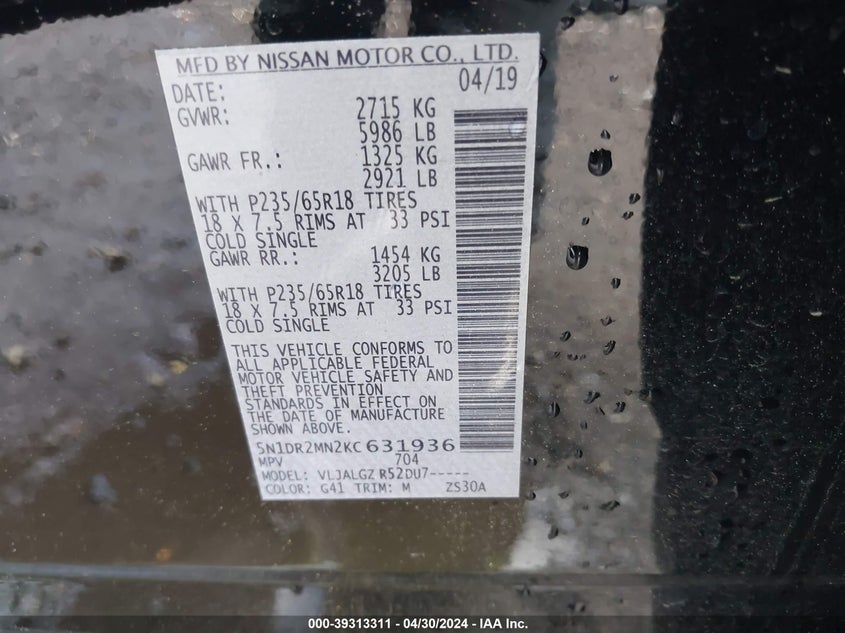 MFD BY NISSAN MOTOR CO., LTD.
DATE: 04/19
GVWR: 2715 KG
5986 LB
GAWR FR.: 1325 KG
2921 LB
WITH P235/65R18 TIRES
18 X 7.5 RIMS AT 33 PSI
COLD SINGLE
GAWR RR.: 1454 KG
3205 LB
WITH P235/65R18 TIRES
18 X 7.5 RIMS AT 33 PSI
COLD SINGLE
THIS VEHICLE CONFORMS TO
ALL APPLICABLE FEDERAL
MOTOR VEHICLE SAFETY AND
THEFT PREVENTION
STANDARDS IN EFFECT ON
THE DATE OF MANUFACTURE
SHOWN ABOVE.
5N1DR2MN2KC631936
MPV 704
MODEL: VLJALGZ R52DU7-----
COLOR: G41 TRIM: M ZS30A
000-39313311 - 04/30/2024 - IAA Inc.